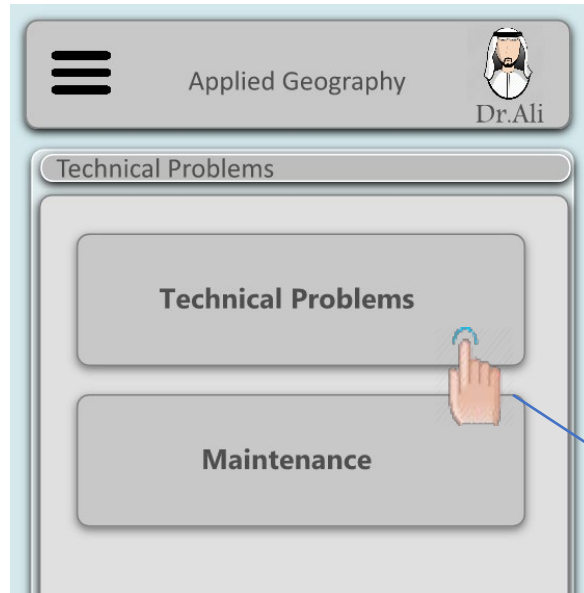 Applied Geography
Dr.Ali
Technical Problems
Technical Problems
Maintenance